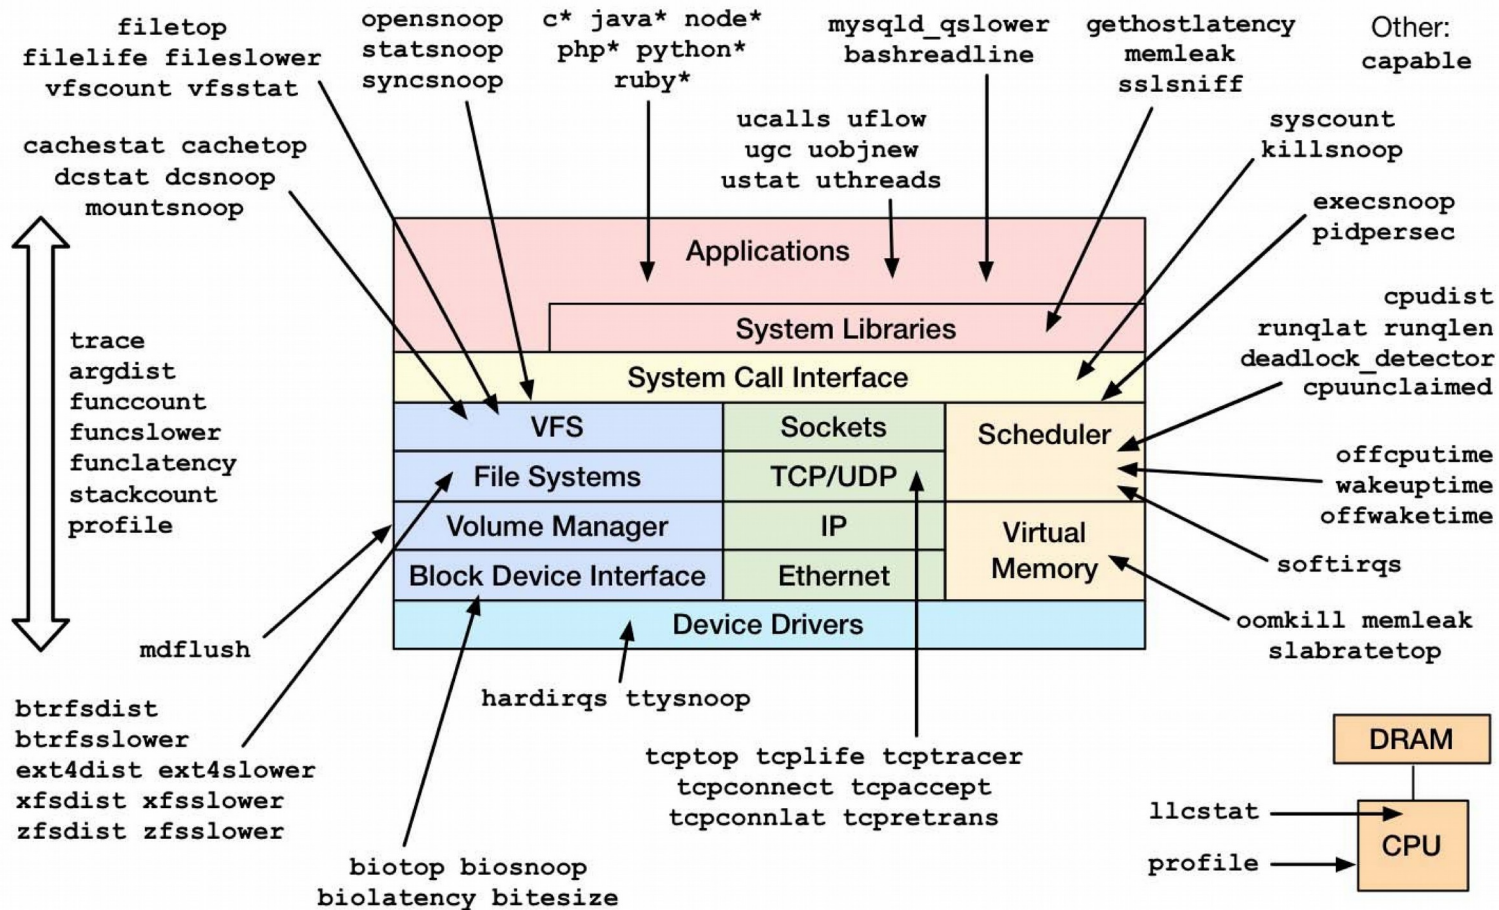 filetop
filelife fileslower
vfscount vfsstat
opensnoop
statsnoop
syncsnoop
c* java* node*
php* python*
ruby*
mysqld_qslower
bashreadline
gethostlatency
memleak
sslsniff
Other:
capable
cachestat cachetop
dcstat dcsnoop
mountsnoop
ucalls uflow
ugc uobjnew
ustat uthreads
syscount
killsnoop
execsnoop
pidpersec
Applications
System Libraries
System Call Interface
VFS
Sockets
Scheduler
File Systems
TCP/UDP
Volume Manager
IP
Virtual
Memory
Block Device Interface
Ethernet
Device Drivers
trace
argdist
funccount
funcslower
funclatency
stackcount
profile
cpudist
runqlat runqlen
deadlock_detector
cpuunclaimed
offcputime
wakeuptime
offwaketime
softirqs
oomkill memleak
slabratetop
mdflush
hardirqs ttysnoop
btrfsdist
btrfsslower
ext4dist ext4slower
xfsdist xfsslower
zfsdist zfsslower
tcptop tcplife tcptracer
tcpconnect tcpaccept
tcpconnlat tcpretrans
biotop biosnoop
biolatency bitesize
DRAM
llcstat
CPU
profile